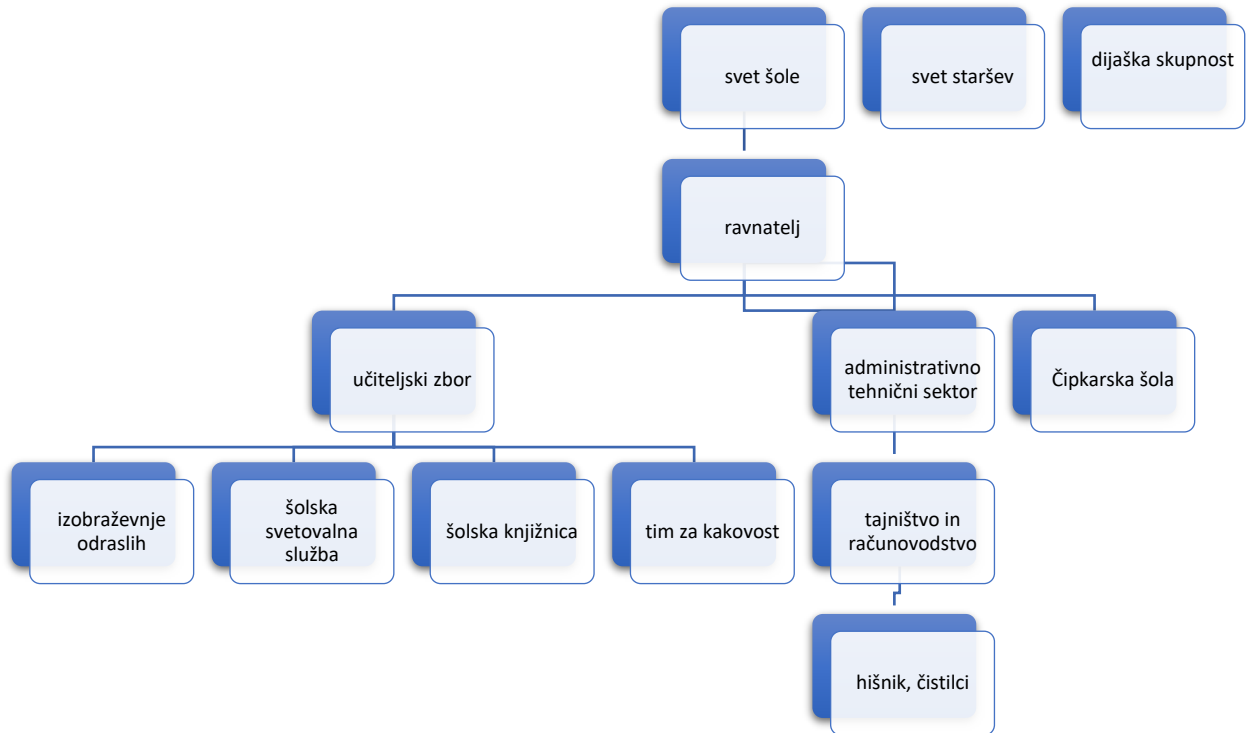 svet šole
svet staršev
dijaška skupnost
ravnatelj
učiteljski zbor
administrativno
tehnični sektor
Čipkarska šola
izobraževnje
odraslih
šolska
svetovalna
služba
šolska knjižnica
tim za kakovost
tajništvo in
računovodstvo
hišnik, čistilci